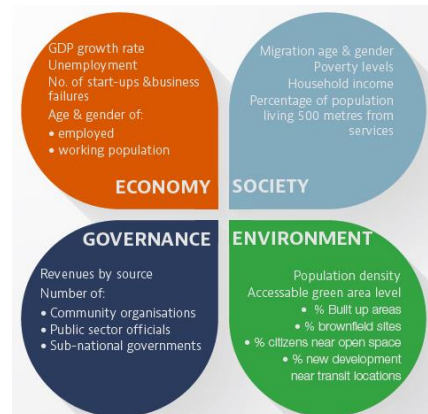 GDP growth rate
Unemployment
No. of start-ups &business
failures
Age & gender of:
• employed
• working population
ECONOMY
Migration age & gender
Poverty levels
Household income
Percentage of population
living 500 metres from
services
SOCIETY
GOVERNANCE
Revenues by source
Number of:
• Community organisations
• Public sector officials
• Sub-national governments
ENVIRONMENT
Population density
Accessable green area level
• % Built up areas
• % brownfield sites
• % citizens near open space
• % new development
near transit locations